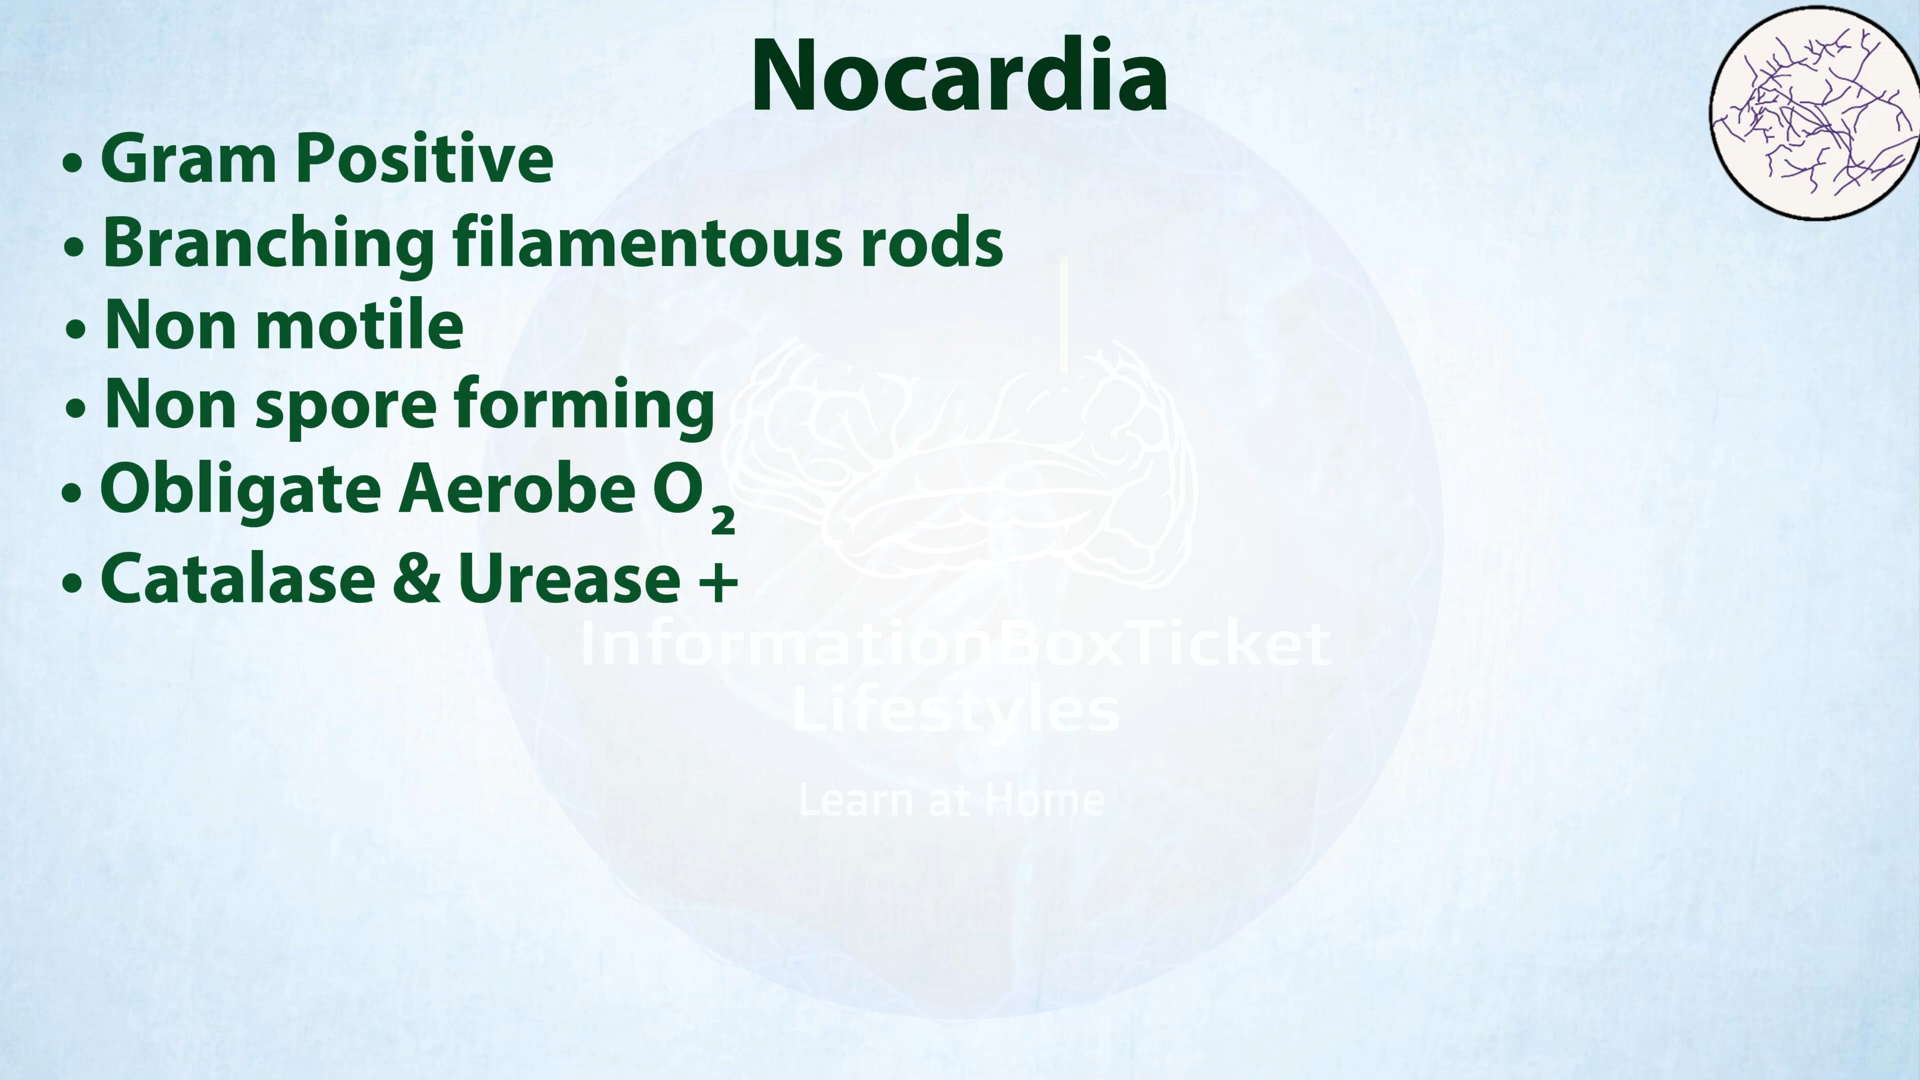 Nocardia
• Gram Positive
• Branching filamentous rods
• Non motile
• Non spore forming
• Obligate Aerobe O₂
• Catalase & Urease +
InformationBoxTicket
Lifestyles
Learn at Home